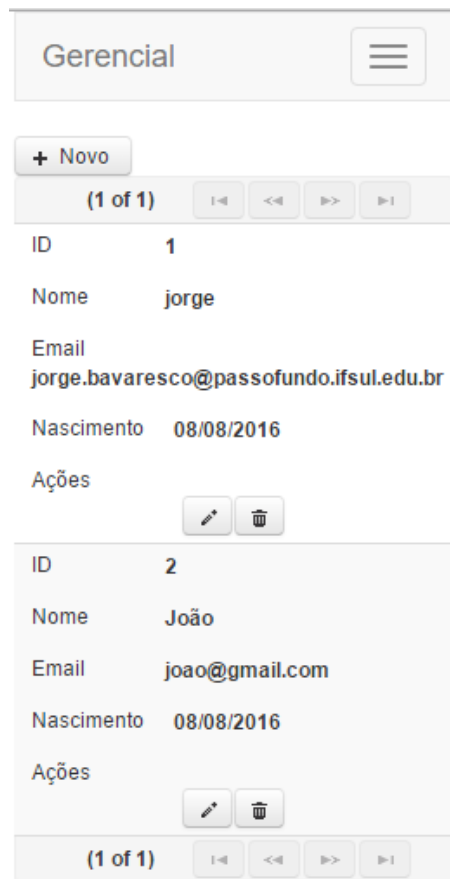 Gerencial
Novo
(1 of 1)
ID 1
Nome jorge
Email
jorge.bavaresco@passofundo.ifsul.edu.br
Nascimento 08/08/2016
Ações
ID 2
Nome João
Email joao@gmail.com
Nascimento 08/08/2016
Ações
(1 of 1)